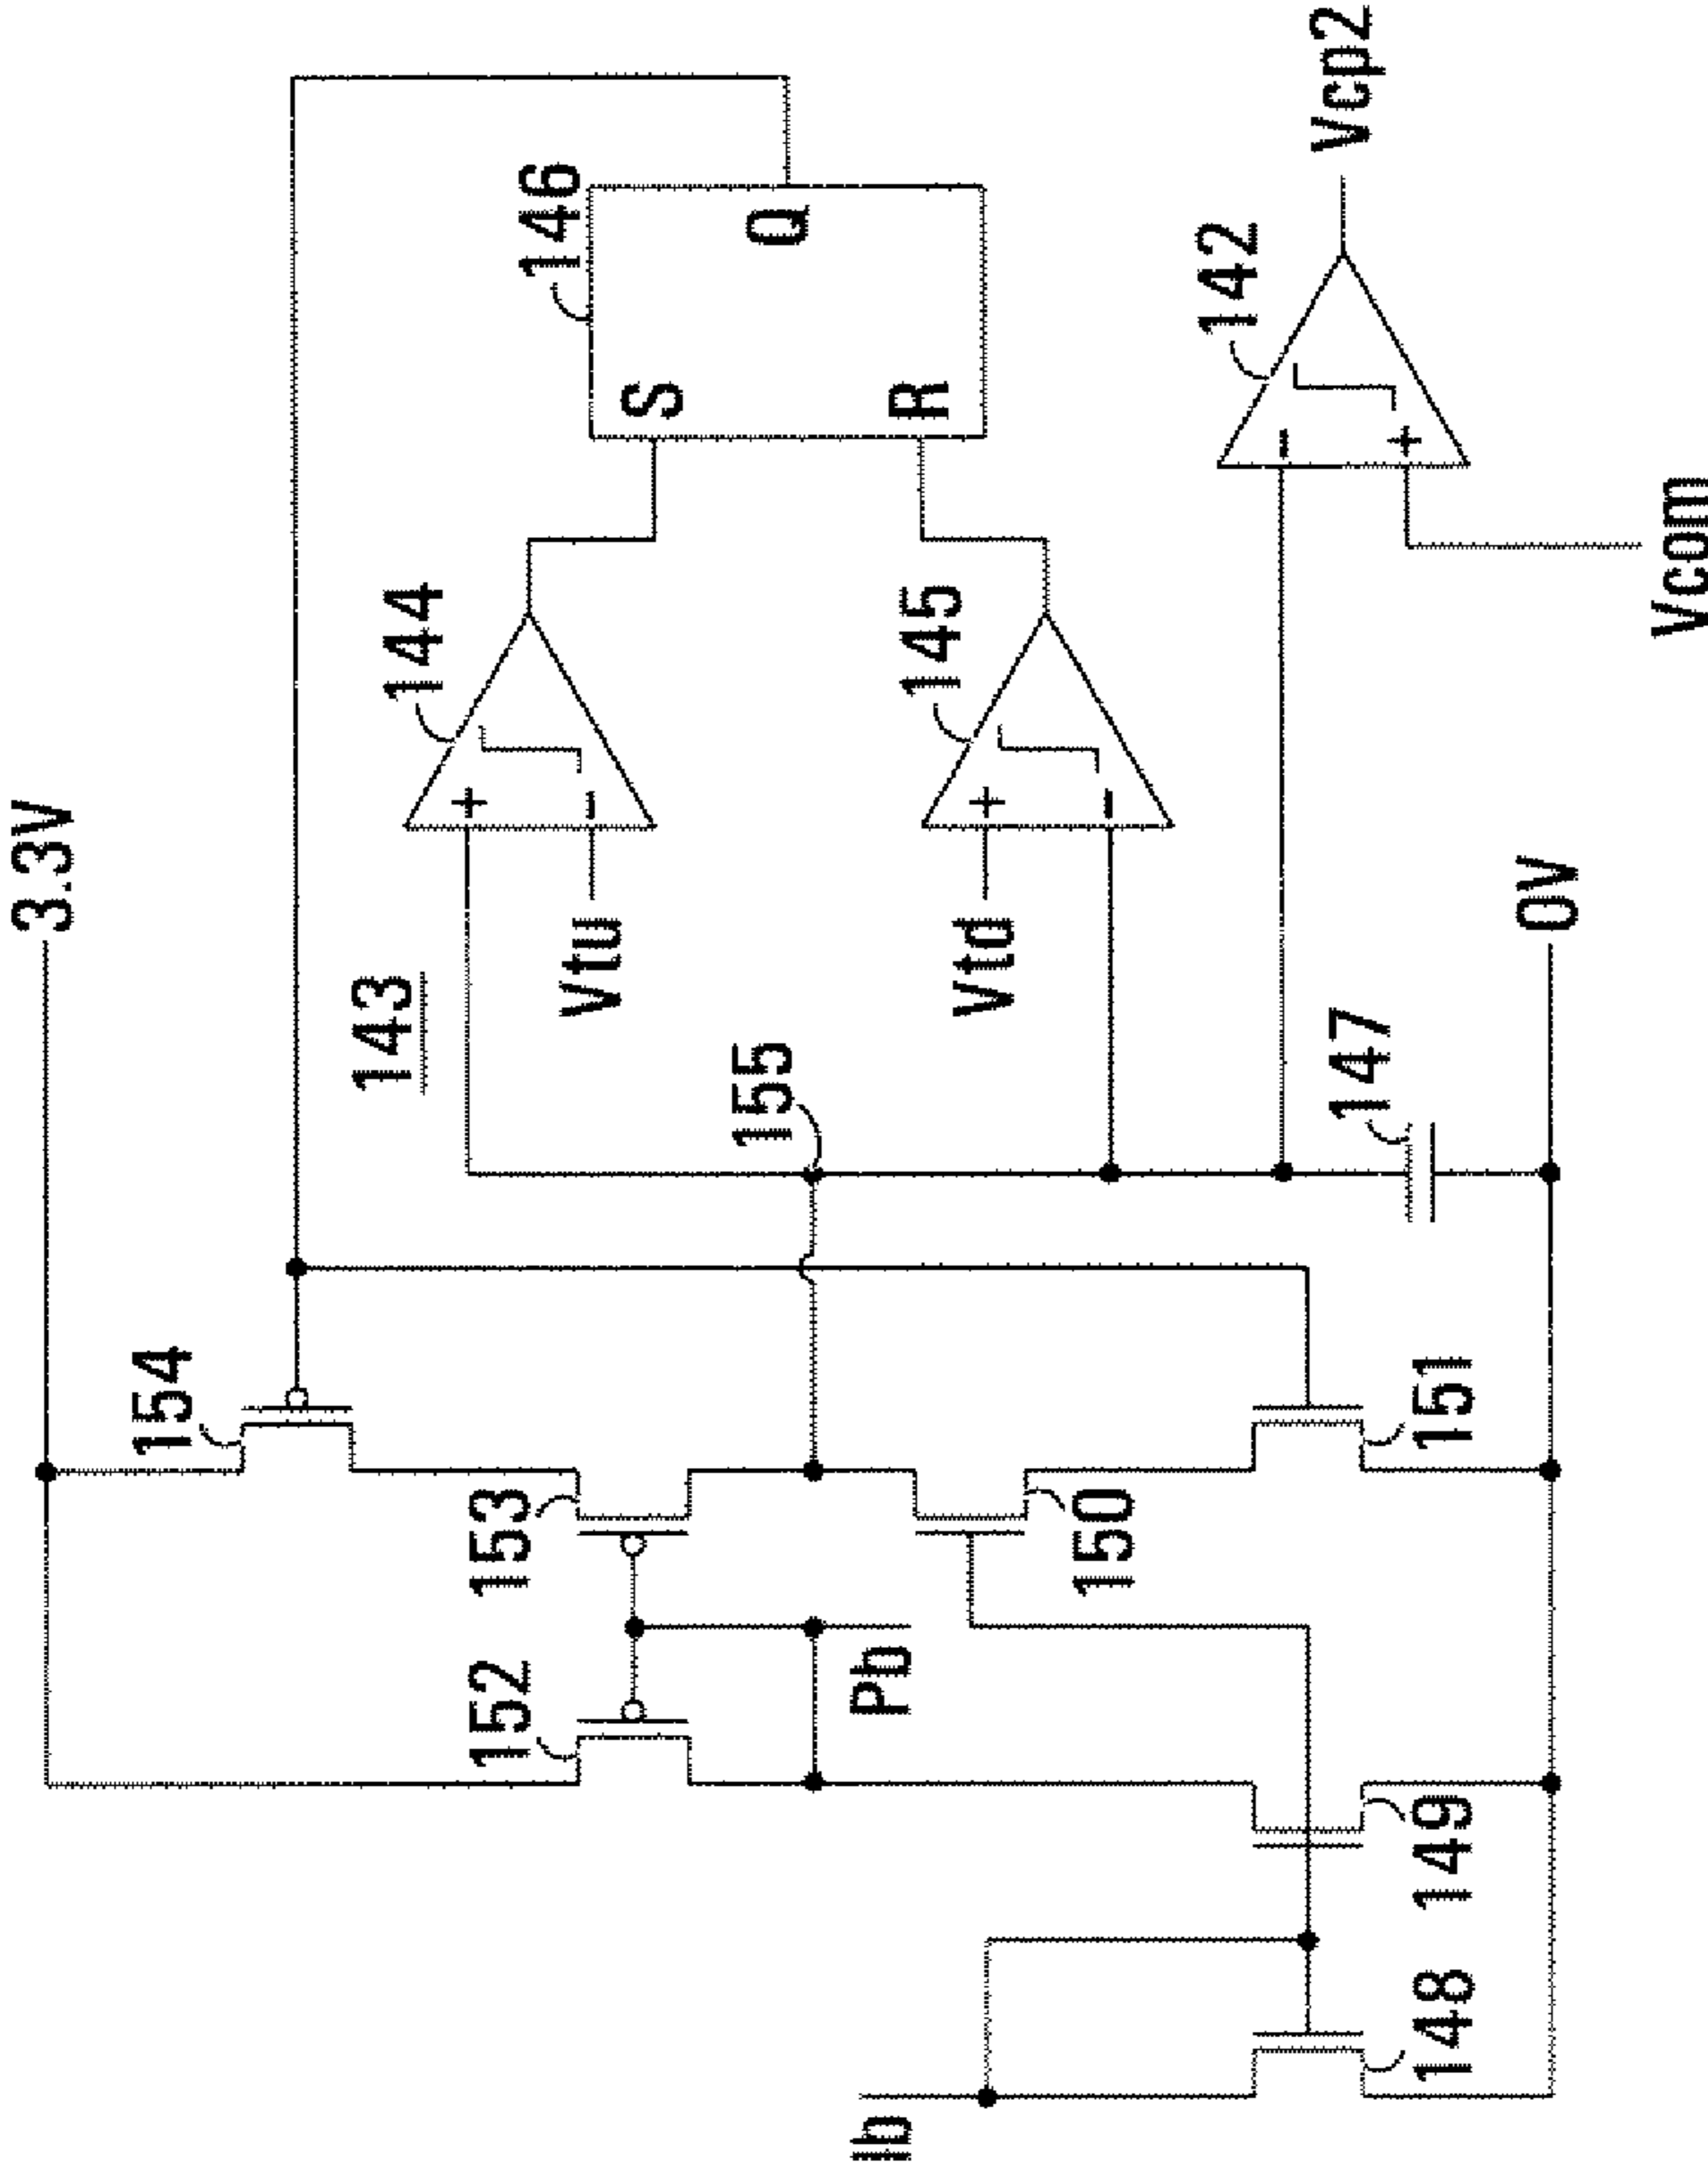 3.3V
154
143
144
146
S
Q
R
+
-
Vtu
152
153
155
145
+
-
Vtd
Pb
150
142
-
+
Vcp2
Ib
147
148
149
151
0V
Vcom